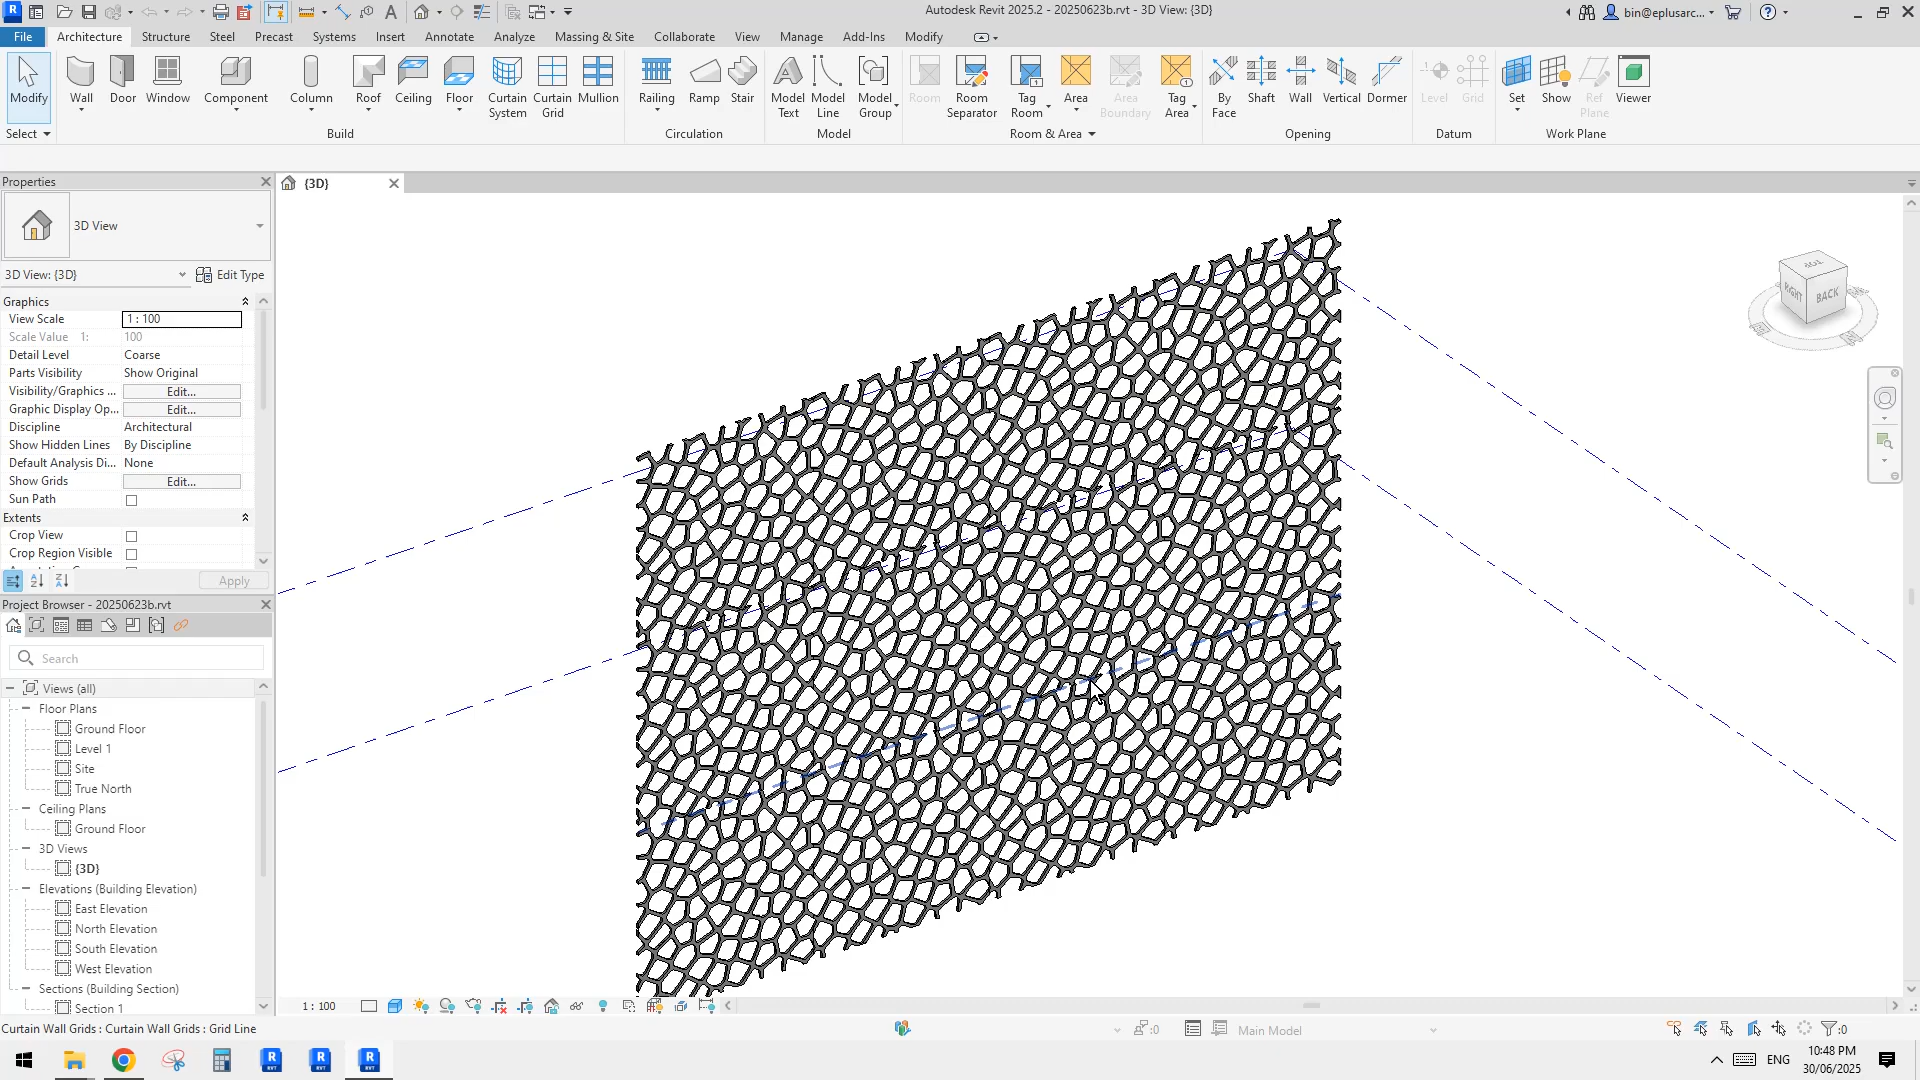 Autodesk Revit 2025.2 - 20250623b.rvt - 3D View: {3D}
bin@eplusarc...
File Architecture Structure Steel Precast Systems Insert Annotate Analyze Massing & Site Collaborate View Manage Add-Ins Modify
Modify Wall Door Window Component Column Roof Ceiling Floor Curtain System Curtain Grid Mullion Railing Ramp Stair Model Text Model Line Model Group Room Room Separator Tag Room Area Area Boundary Tag Area By Face Shaft Wall Vertical Dormer Level Grid Set Show Ref Plane Viewer
Select Build Circulation Model Room & Area Opening Datum Work Plane
Properties
{3D}
3D View
3D View: {3D} Edit Type
Graphics
View Scale 1 : 100
Scale Value 1: 100
Detail Level Coarse
Parts Visibility Show Original
Visibility/Graphics ... Edit...
Graphic Display Op... Edit...
Discipline Architectural
Show Hidden Lines By Discipline
Default Analysis Di... None
Show Grids Edit...
Sun Path
Extents
Crop View
Crop Region Visible
Apply
TOP
RIGHT
BACK
Project Browser - 20250623b.rvt
Search
Views (all)
Floor Plans
Ground Floor
Level 1
Site
True North
Ceiling Plans
Ground Floor
3D Views
{3D}
Elevations (Building Elevation)
East Elevation
North Elevation
South Elevation
West Elevation
Sections (Building Section)
Section 1
1 : 100
Curtain Wall Grids : Curtain Wall Grids : Grid Line
:0
Main Model
:0
ENG
10:48 PM
30/06/2025